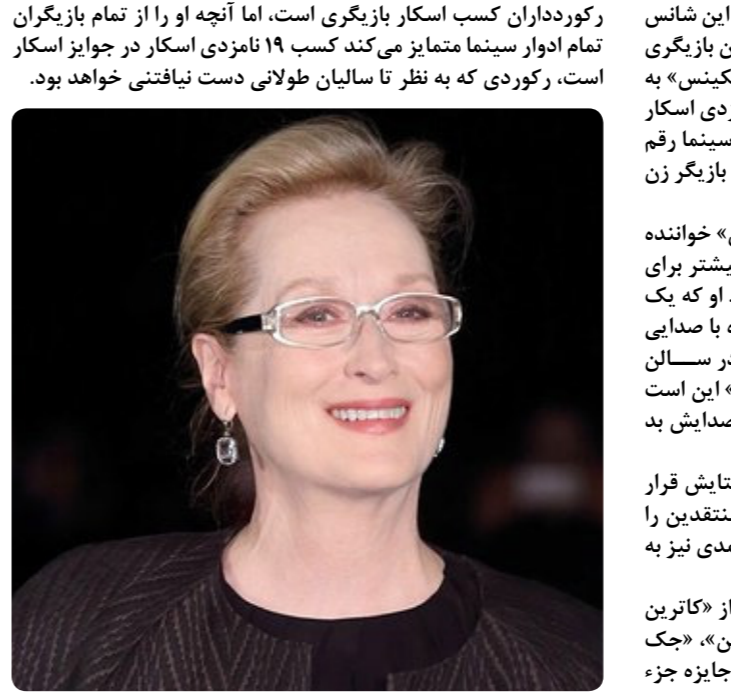 این شانس
ن بازیگری
کینس» به
زدی اسکار
سینما رقم
بازیگر زن
» خواننده
یشتر برای
. او که یک
ه با صدایی
در ســـالن
» این است
صدایش بد
تایش قرار
نتقدین را
مدی نیز به
از «کاترین
ن»، «جک
جایزه جزء
رکوردداران کسب اسکار بازیگری است، اما آنچه او را از تمام بازیگران
تمام ادوار سینما متمایز می‌کند کسب ۱۹ نامزدی اسکار در جوایز اسکار
است، رکوردی که به نظر تا سالیان طولانی دست نیافتنی خواهد بود.